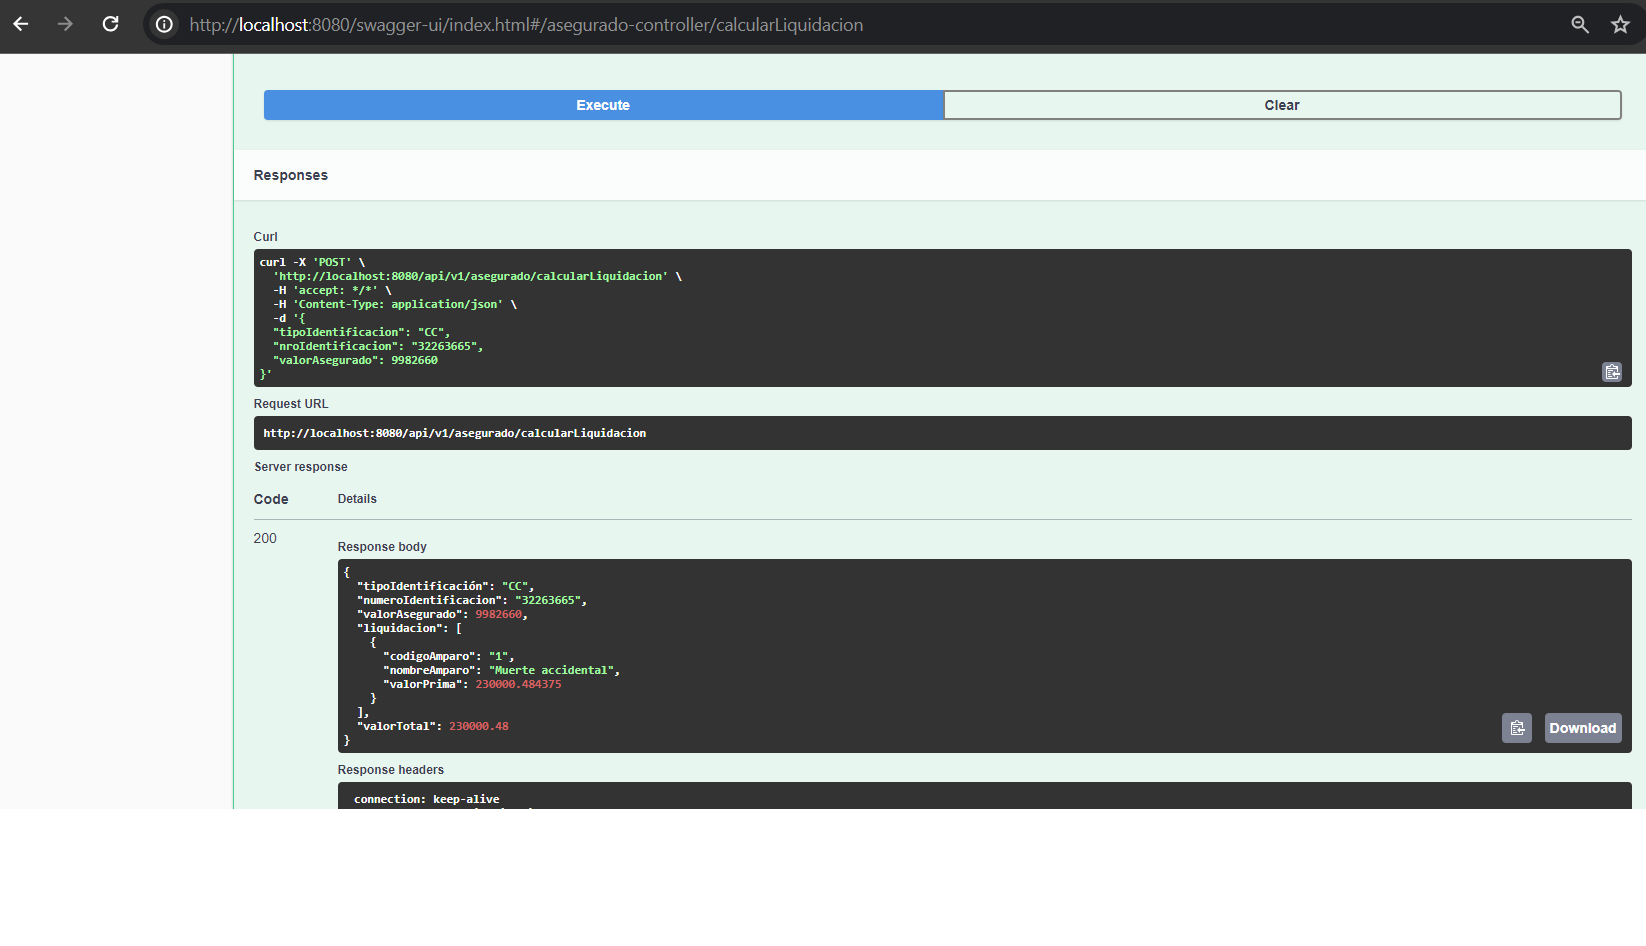 http://localhost:8080/swagger-ui/index.html#/asegurado-controller/calcularLiquidacion
Execute
Clear
Responses
Curl
curl -X 'POST' \
'http://localhost:8080/api/v1/asegurado/calcularLiquidacion' \
-H 'accept: */*' \
-H 'Content-Type: application/json' \
-d '{
"tipoIdentificacion": "CC",
"nroIdentificacion": "32263665",
"valorAsegurado": 9982660
}'
Request URL
http://localhost:8080/api/v1/asegurado/calcularLiquidacion
Server response
Code
Details
200
Response body
{
"tipoIdentificación": "CC",
"numeroIdentificacion": "32263665",
"valorAsegurado": 9982660,
"liquidacion": [
{
"codigoAmparo": "1",
"nombreAmparo": "Muerte accidental",
"valorPrima": 230000.484375
}
],
"valorTotal": 230000.48
}
Download
Response headers
connection: keep-alive